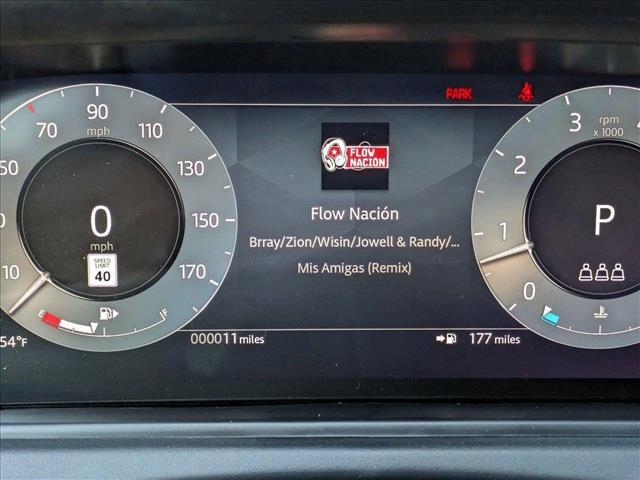 PARK
90
mph
70
110
50
130
150
10
170
0
mph
SPEED
LIMIT
40
E
F
54°F
000011 miles
FLOW
NACIÓN
Flow Nación
Brray/Zion/Wisin/Jowell & Randy/...
Mis Amigas (Remix)
177 miles
3
rpm
x 1000
2
1
0
P